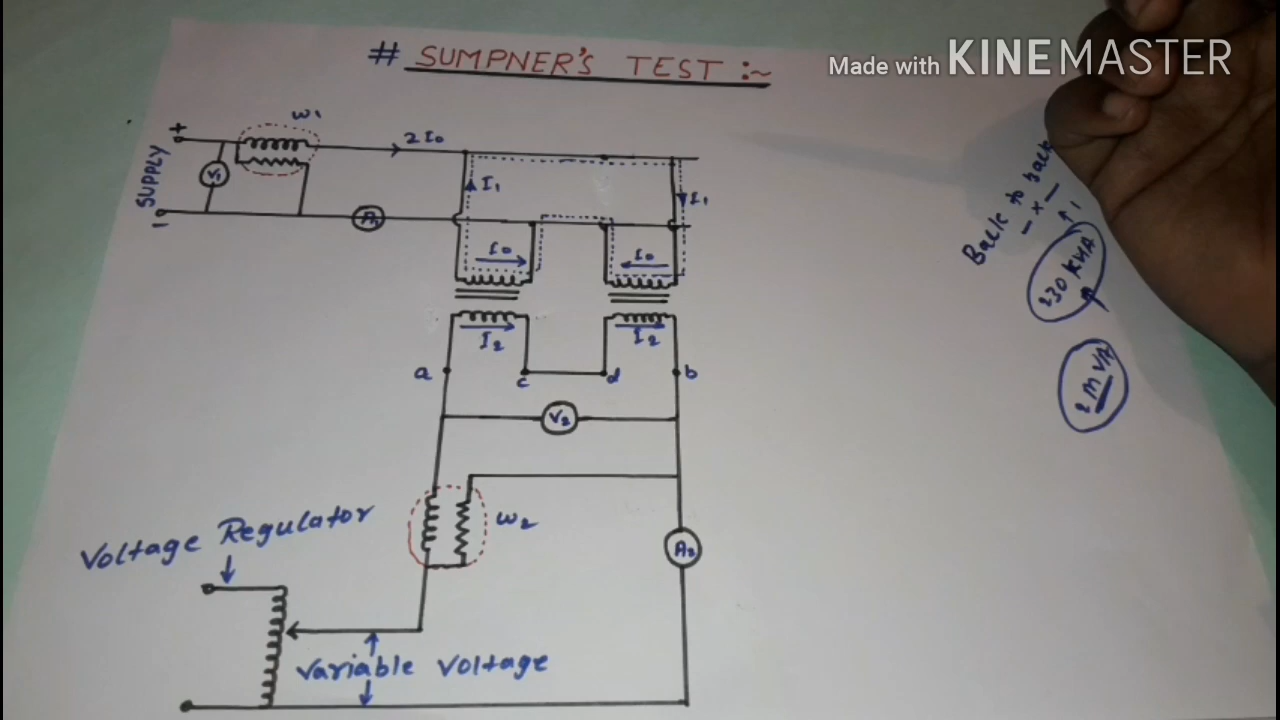 # SUMPNER'S TEST :~
Made with KINEMASTER
W1
+
2I0
SUPPLY
V1
I1
I1
A1
Back to back
- x -
I0
I0
230 KVA
I2
I2
a
c
d
b
2 MVA
V2
W2
Voltage Regulator
A2
Variable Voltage